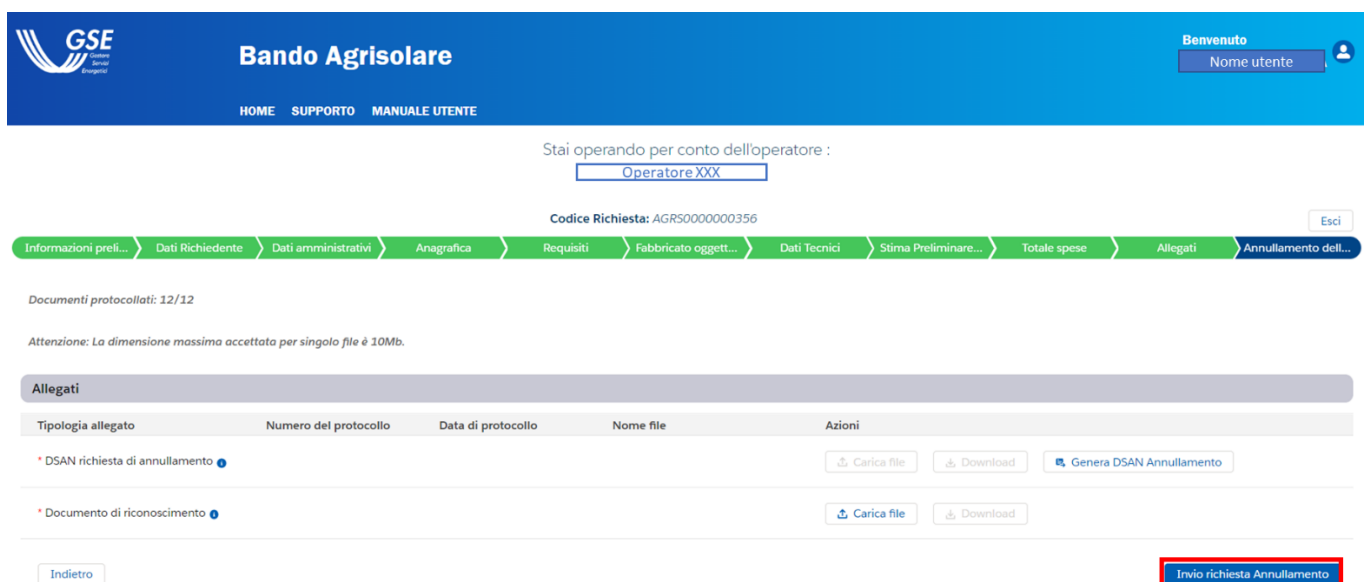 GSE
Gestore
Servizi
Energetici
Bando Agrisolare
Benvenuto
Nome utente
HOME SUPPORTO MANUALE UTENTE
Stai operando per conto dell'operatore :
Operatore XXX
Codice Richiesta: AGRS0000000356
Esci
Informazioni preli... Dati Richiedente Dati amministrativi Anagrafica Requisiti Fabbricato oggett... Dati Tecnici Stima Preliminare... Totale spese Allegati Annullamento dell...
Documenti protocollati: 12/12
Attenzione: La dimensione massima accettata per singolo file è 10Mb.
Allegati
Tipologia allegato Numero del protocollo Data di protocollo Nome file Azioni
* DSAN richiesta di annullamento Carica file Download Genera DSAN Annullamento
* Documento di riconoscimento Carica file Download
Indietro Invio richiesta Annullamento